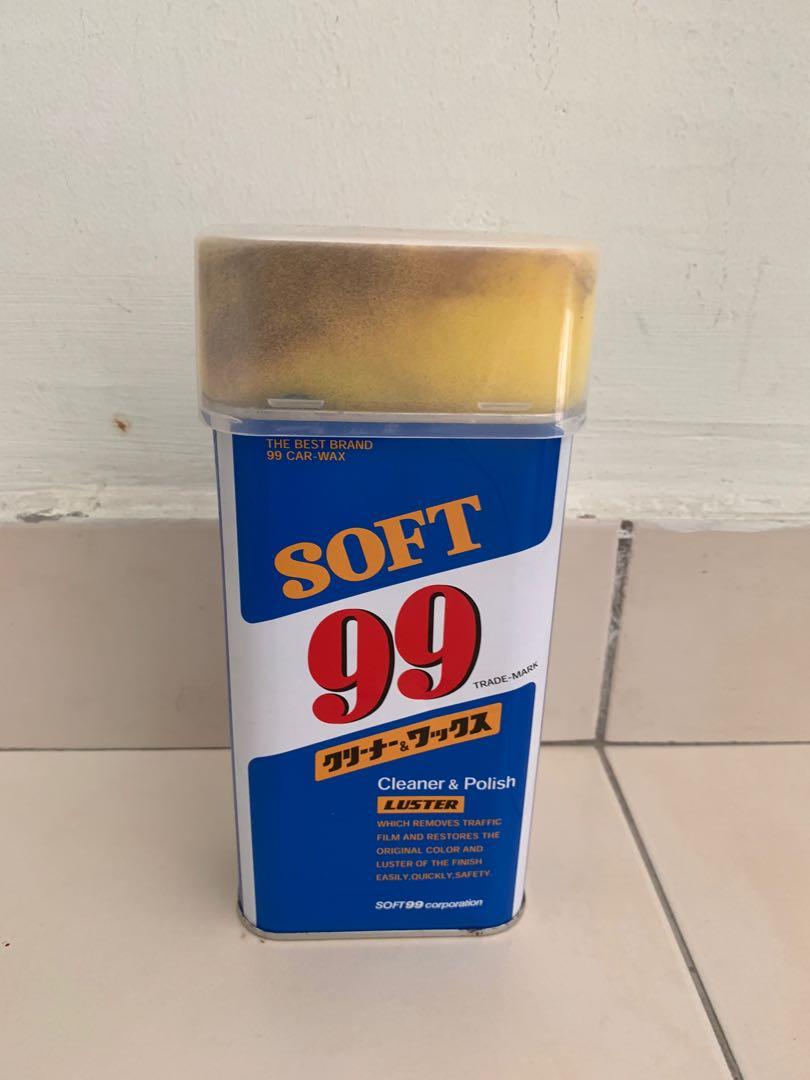 THE BEST BRAND
99 CAR-WAX
SOFT
99
TRADE-MARK
クリーナー&ワックス
Cleaner & Polish
LUSTER
WHICH REMOVES TRAFFIC
FILM AND RESTORES THE
ORIGINAL COLOR AND
LUSTER OF THE FINISH
EASILY,QUICKLY,SAFETY.
SOFT99 corporation